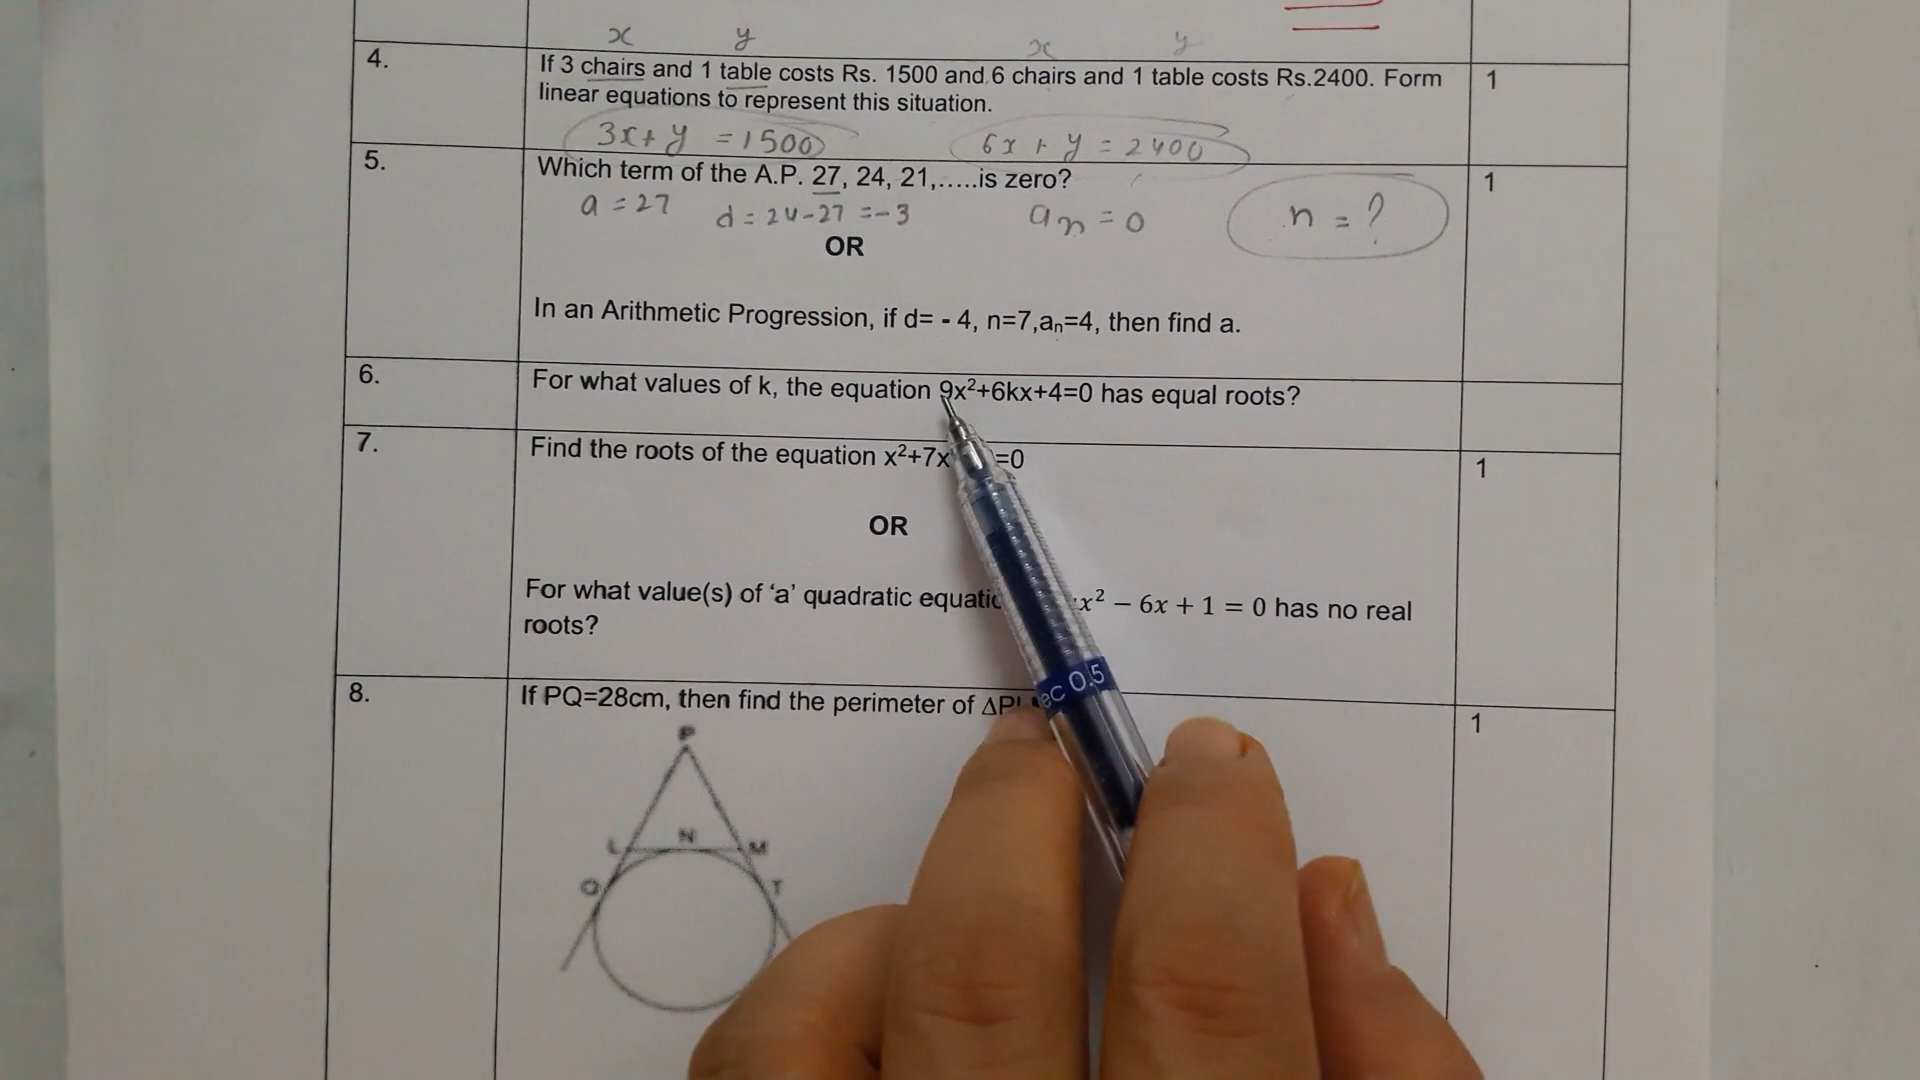 x y x y
4. If 3 chairs and 1 table costs Rs. 1500 and 6 chairs and 1 table costs Rs.2400. Form 1
linear equations to represent this situation.
3x+y = 1500 6x + y = 2400
5. Which term of the A.P. 27, 24, 21,.....is zero? 1
a = 27 d = 24-27 = -3 an = 0 n = ?
OR
In an Arithmetic Progression, if d= - 4, n=7,aₙ=4, then find a.
6. For what values of k, the equation 9x²+6kx+4=0 has equal roots?
7. Find the roots of the equation x²+7x =0 1
OR
For what value(s) of ‘a’ quadratic x² − 6x + 1 = 0 has no real
roots?
8. If PQ=28cm, then find the perimeter of 1
P
L N M
Q T
0.5